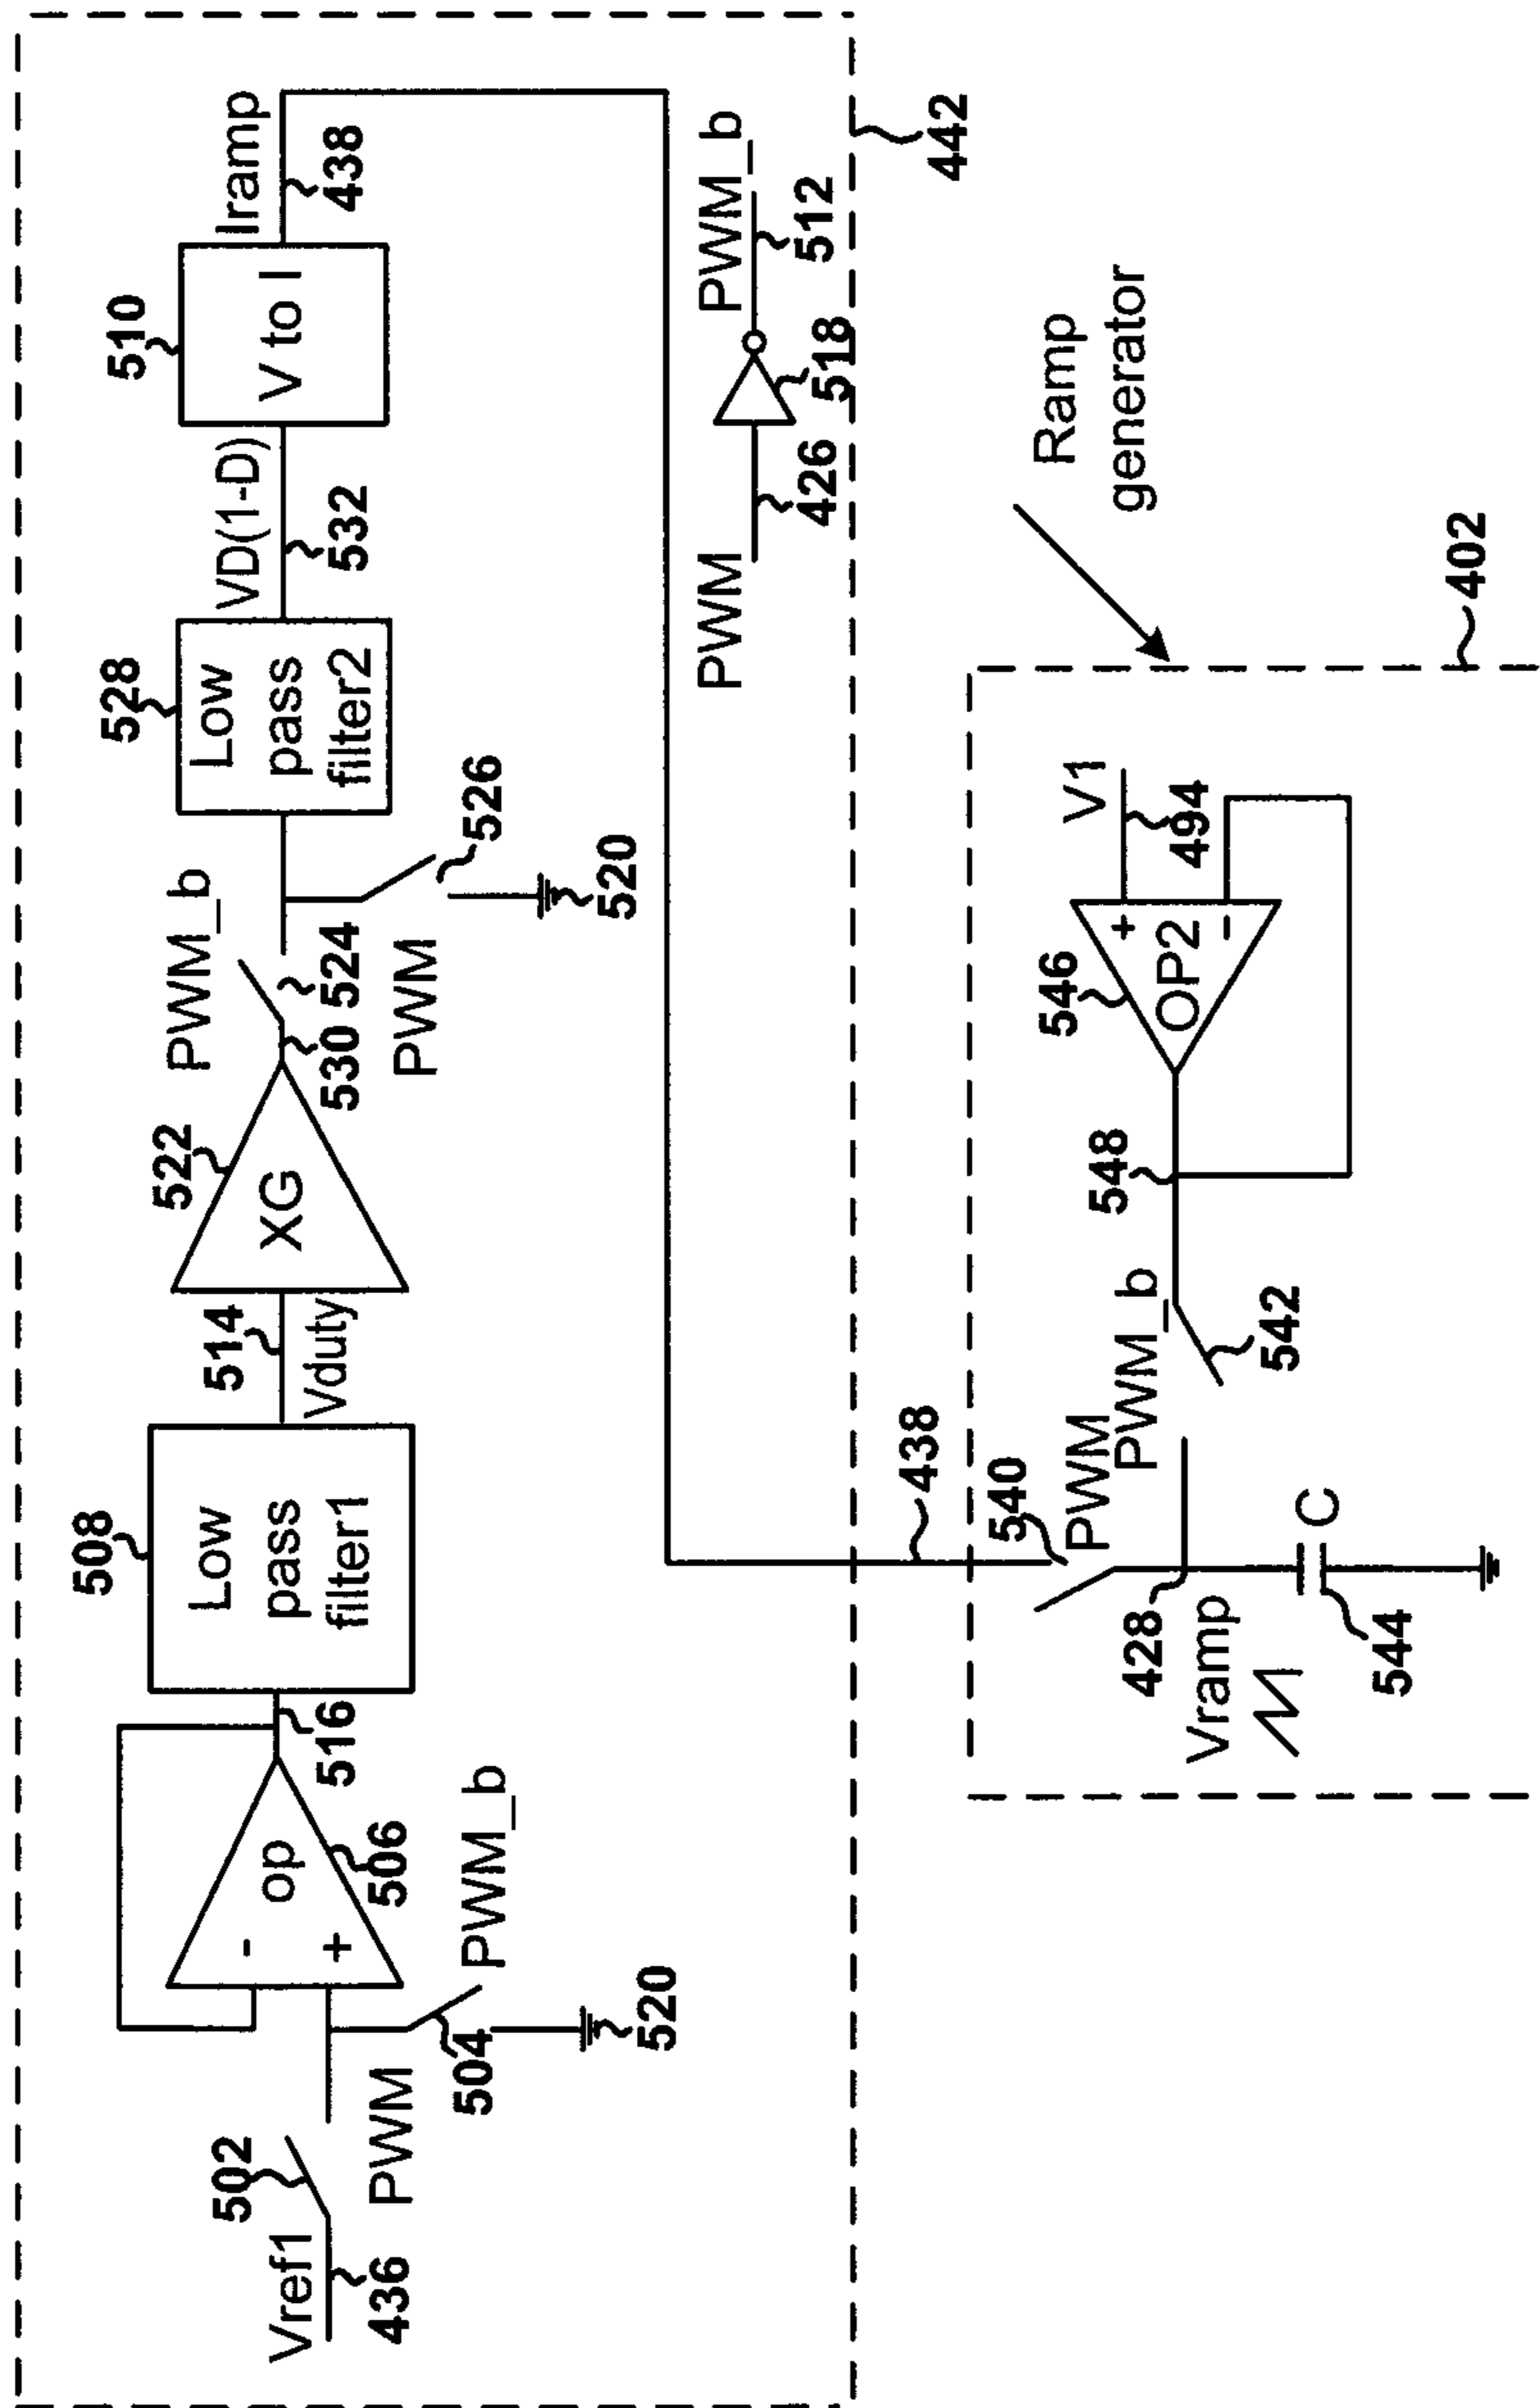 510
Iramp
V to I
438
528
VD(1-D)
Low
pass
filter2
532
522
PWM_b
XG
530
524
PWM
526
520
508
514
Vduty
Low
pass
filter1
516
op
-
+
506
PWM_b
504
520
502
Vref1
436
PWM
PWM
426
518
PWM_b
512
442
Ramp
generator
402
438
540
PWM
PWM_b
542
548
546
OP2
+
-
V1
494
428
Vramp
C
544